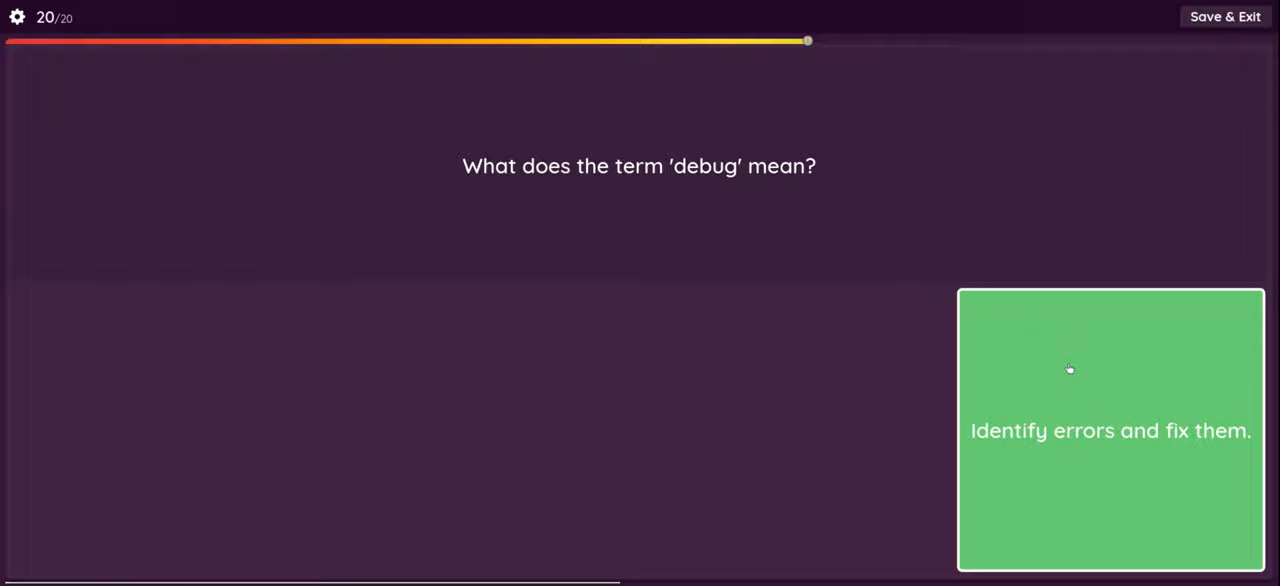 20/20
Save & Exit
What does the term 'debug' mean?
Identify errors and fix them.